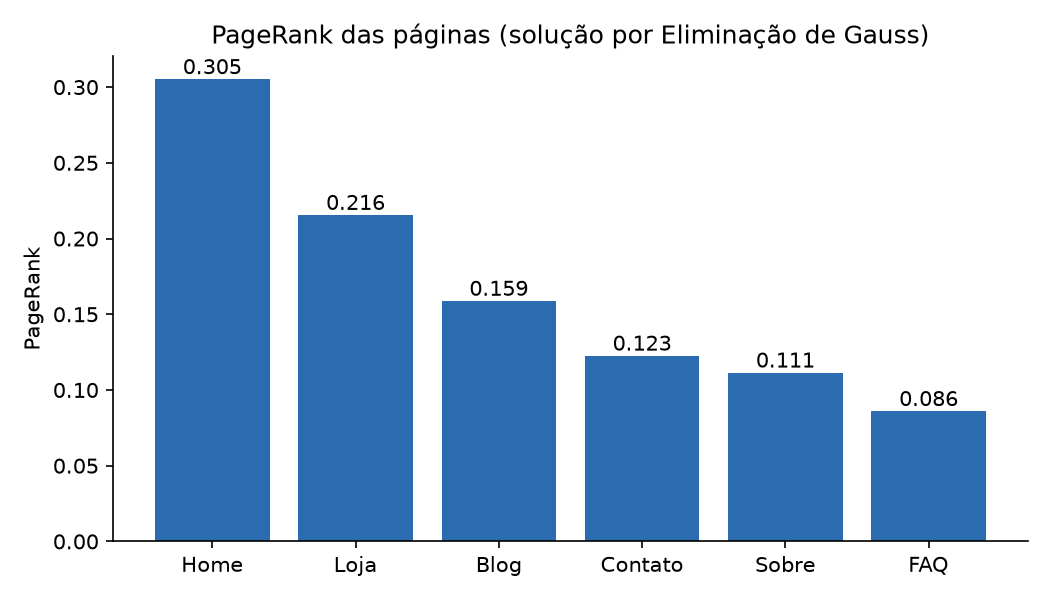 PageRank das páginas (solução por Eliminação de Gauss)
PageRank
0.30
0.25
0.20
0.15
0.10
0.05
0.00
0.305
0.216
0.159
0.123
0.111
0.086
Home
Loja
Blog
Contato
Sobre
FAQ